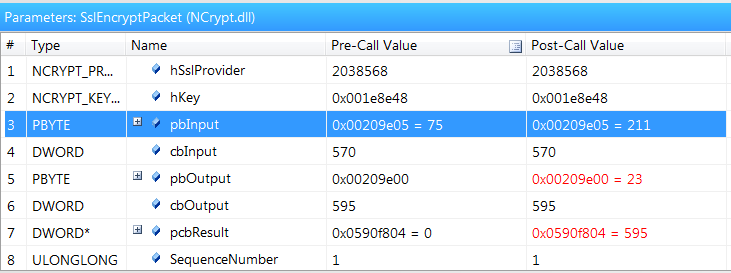 Parameters: SslEncryptPacket (NCrypt.dll)
# Type Name Pre-Call Value Post-Call Value
1 NCRYPT_PR... hSslProvider 2038568 2038568
2 NCRYPT_KEY... hKey 0x001e8e48 0x001e8e48
3 PBYTE pbInput 0x00209e05 = 75 0x00209e05 = 211
4 DWORD cbInput 570 570
5 PBYTE pbOutput 0x00209e00 0x00209e00 = 23
6 DWORD cbOutput 595 595
7 DWORD* pcbResult 0x0590f804 = 0 0x0590f804 = 595
8 ULONGLONG SequenceNumber 1 1